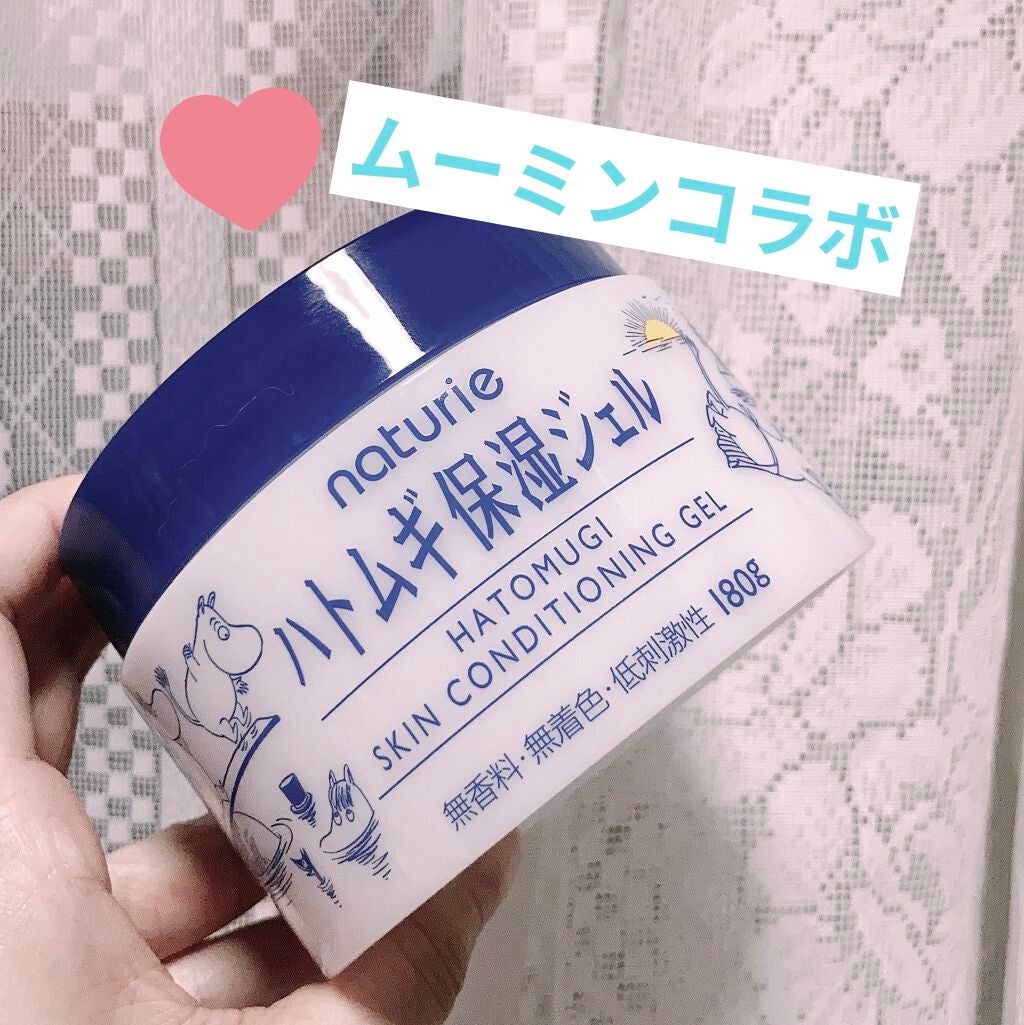 ムーミンコラボ
naturie
ハトムギ保湿ジェル
HATOMUGI
SKIN CONDITIONING GEL
無香料・無着色・低刺激性 180g